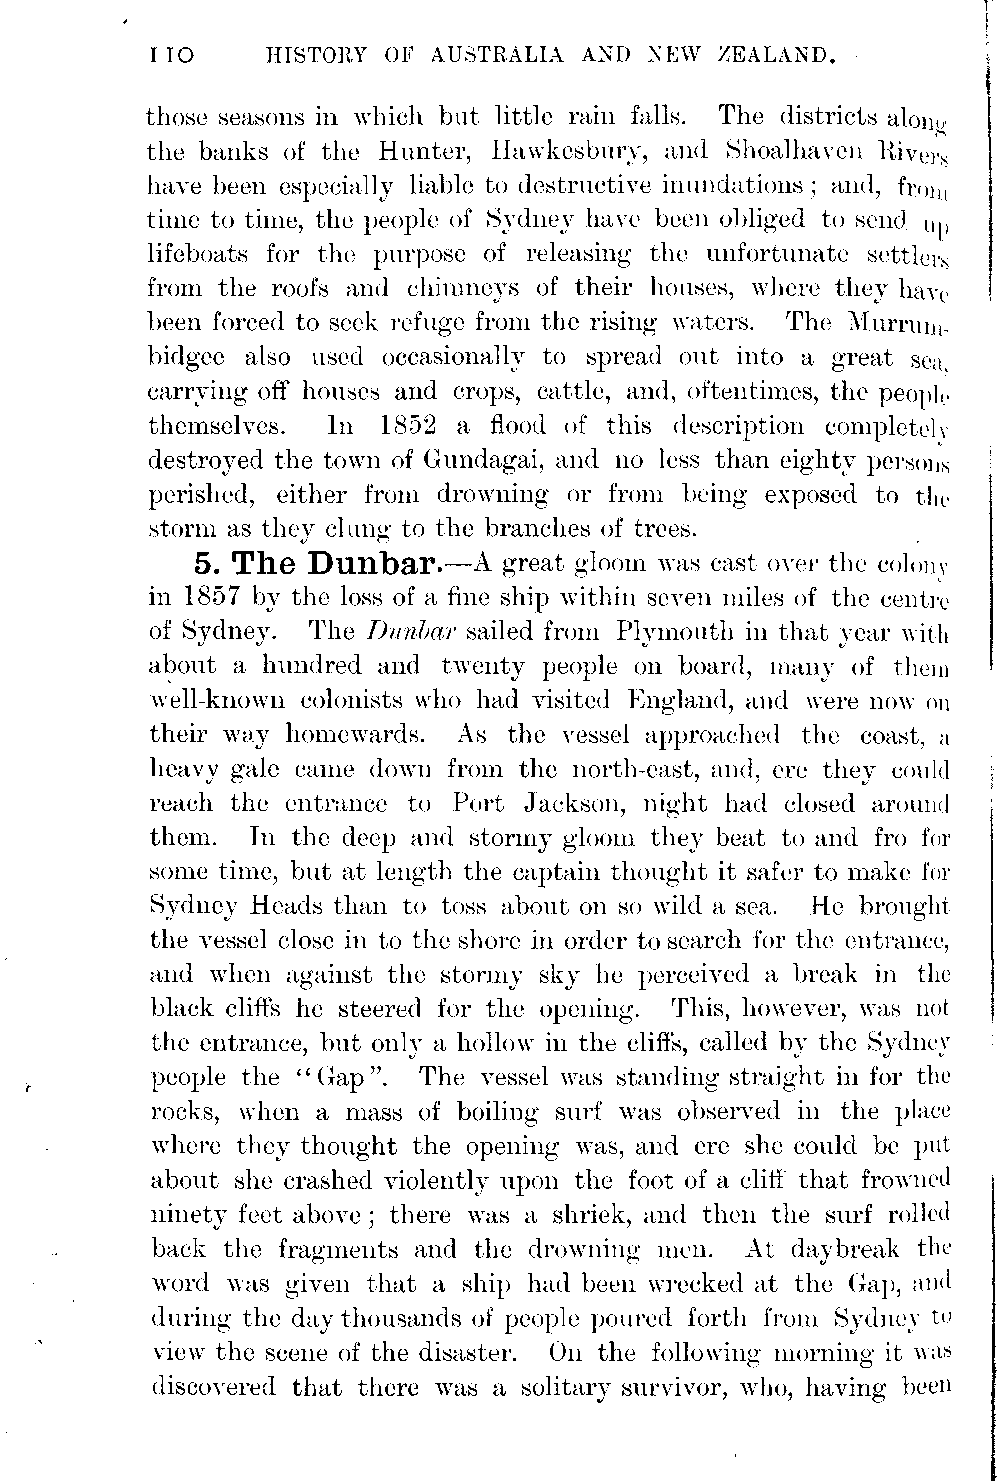 110 HISTORY OF AUSTRALIA AND NEW ZEALAND.
those seasons in which but little rain falls. The districts along
the banks of the Hunter, Hawkesbury, and Shoalhaven Rivers
have been especially liable to destructive inundations; and, from
time to time, the people of Sydney have been obliged to send up
lifeboats for the purpose of releasing the unfortunate settlers
from the roofs and chimneys of their houses, where they have
been forced to seek refuge from the rising waters. The Murrum-
bidgee also used occasionally to spread out into a great sea,
carrying off houses and crops, cattle, and, oftentimes, the people
themselves. In 1852 a flood of this description completely
destroyed the town of Gundagai, and no less than eighty persons
perished, either from drowning or from being exposed to the
storm as they clung to the branches of trees.
5. The Dunbar.—A great gloom was cast over the colony
in 1857 by the loss of a fine ship within seven miles of the centre
of Sydney. The Dunbar sailed from Plymouth in that year with
about a hundred and twenty people on board, many of them
well-known colonists who had visited England, and were now on
their way homewards. As the vessel approached the coast, a
heavy gale came down from the north-east, and, ere they could
reach the entrance to Port Jackson, night had closed around
them. In the deep and stormy gloom they beat to and fro for
some time, but at length the captain thought it safer to make for
Sydney Heads than to toss about on so wild a sea. He brought
the vessel close in to the shore in order to search for the entrance,
and when against the stormy sky he perceived a break in the
black cliffs he steered for the opening. This, however, was not
the entrance, but only a hollow in the cliffs, called by the Sydney
people the "Gap". The vessel was standing straight in for the
rocks, when a mass of boiling surf was observed in the place
where they thought the opening was, and ere she could be put
about she crashed violently upon the foot of a cliff that frowned
ninety feet above; there was a shriek, and then the surf rolled
back the fragments and the drowning men. At daybreak the
word was given that a ship had been wrecked at the Gap, and
during the day thousands of people poured forth from Sydney to
view the scene of the disaster. On the following morning it was
discovered that there was a solitary survivor, who, having been